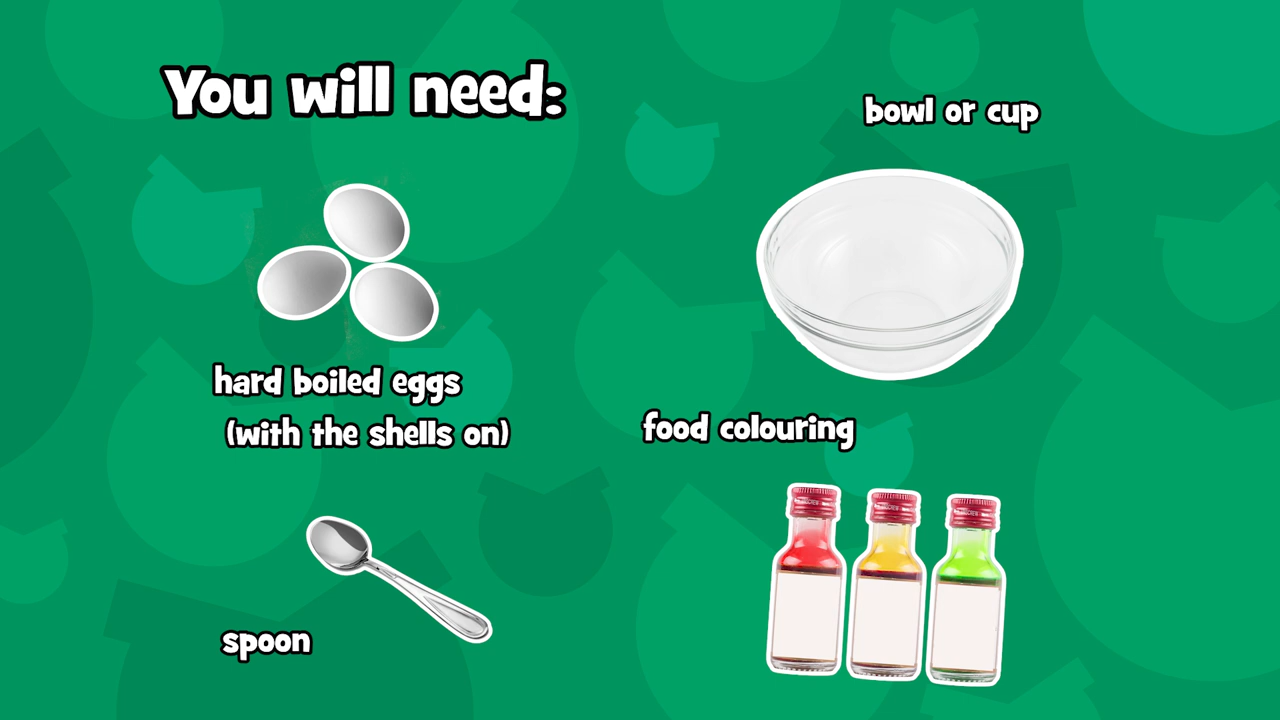 You will need:
bowl or cup
hard boiled eggs
(with the shells on)
food colouring
spoon